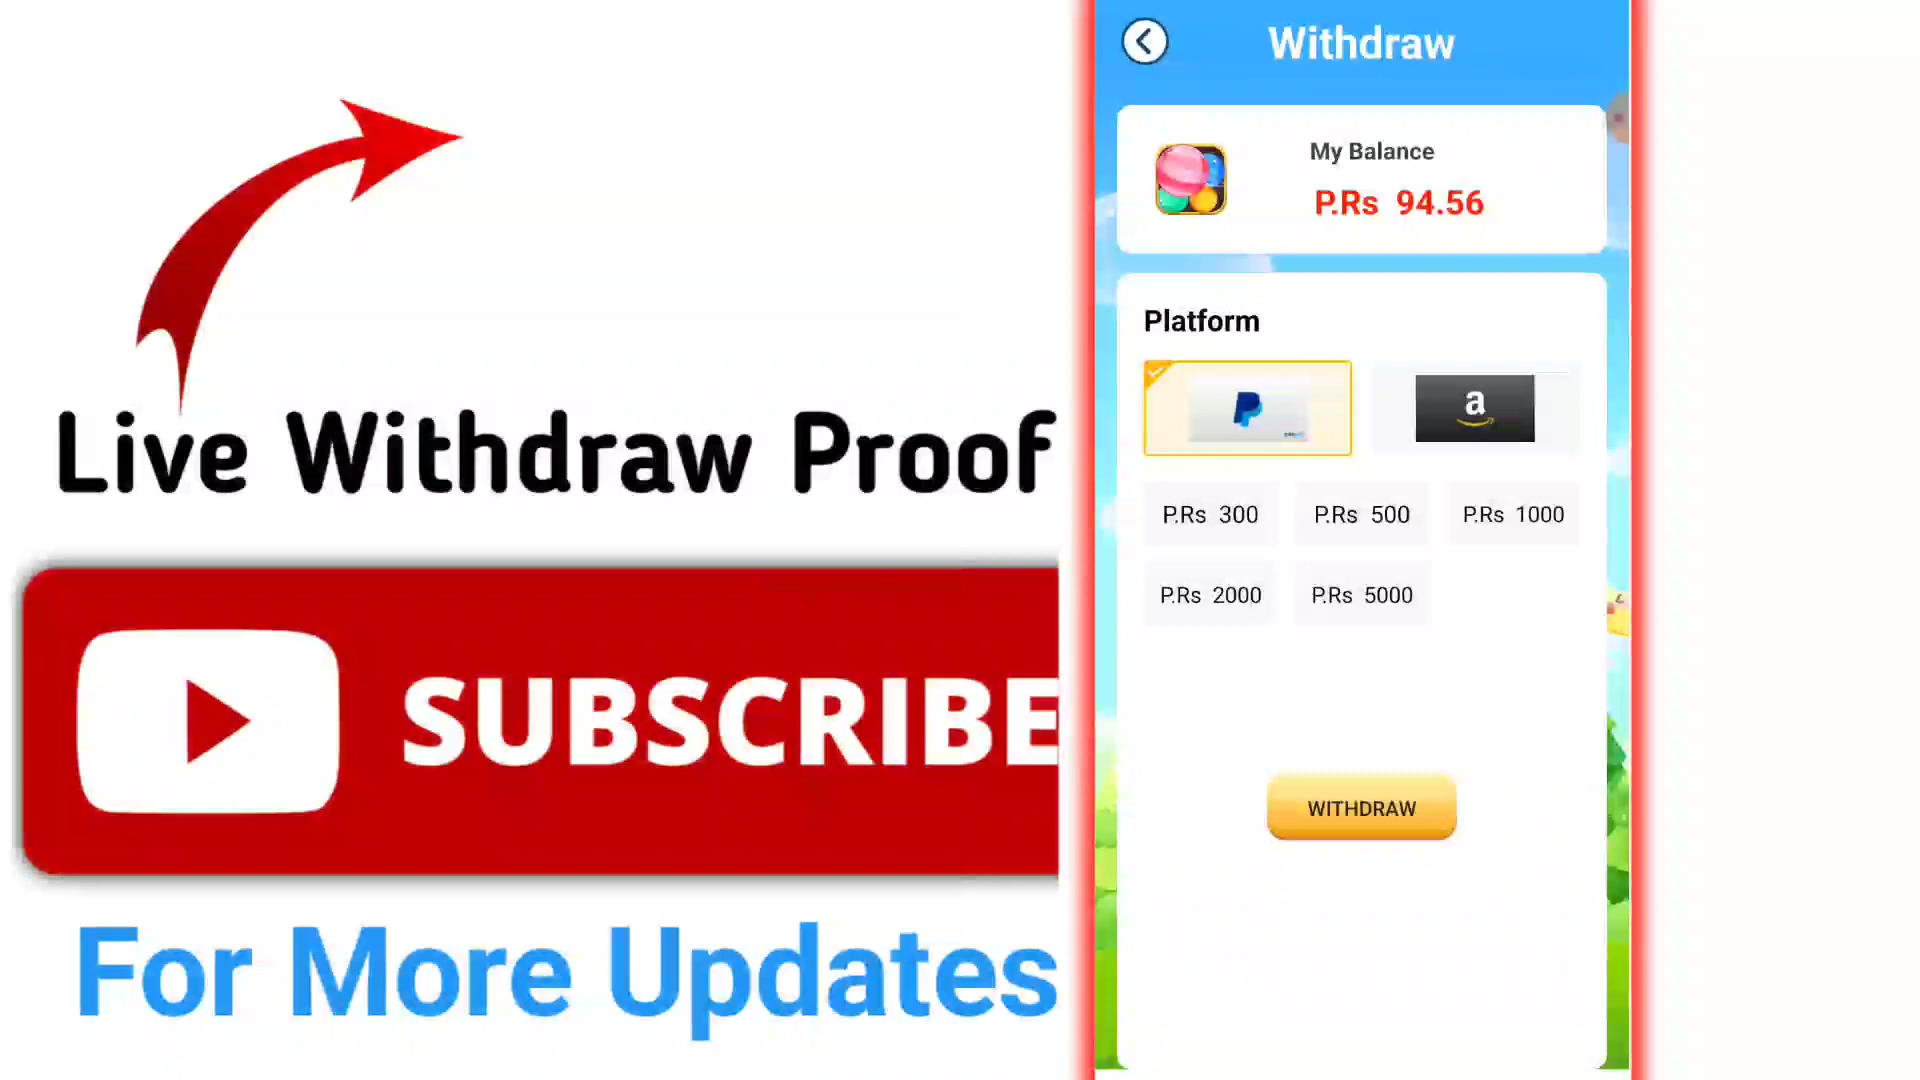 Live Withdraw Proof
SUBSCRIBE
For More Updates
Withdraw
My Balance
P.Rs 94.56
Platform
a
P.Rs 300
P.Rs 500
P.Rs 1000
P.Rs 2000
P.Rs 5000
WITHDRAW